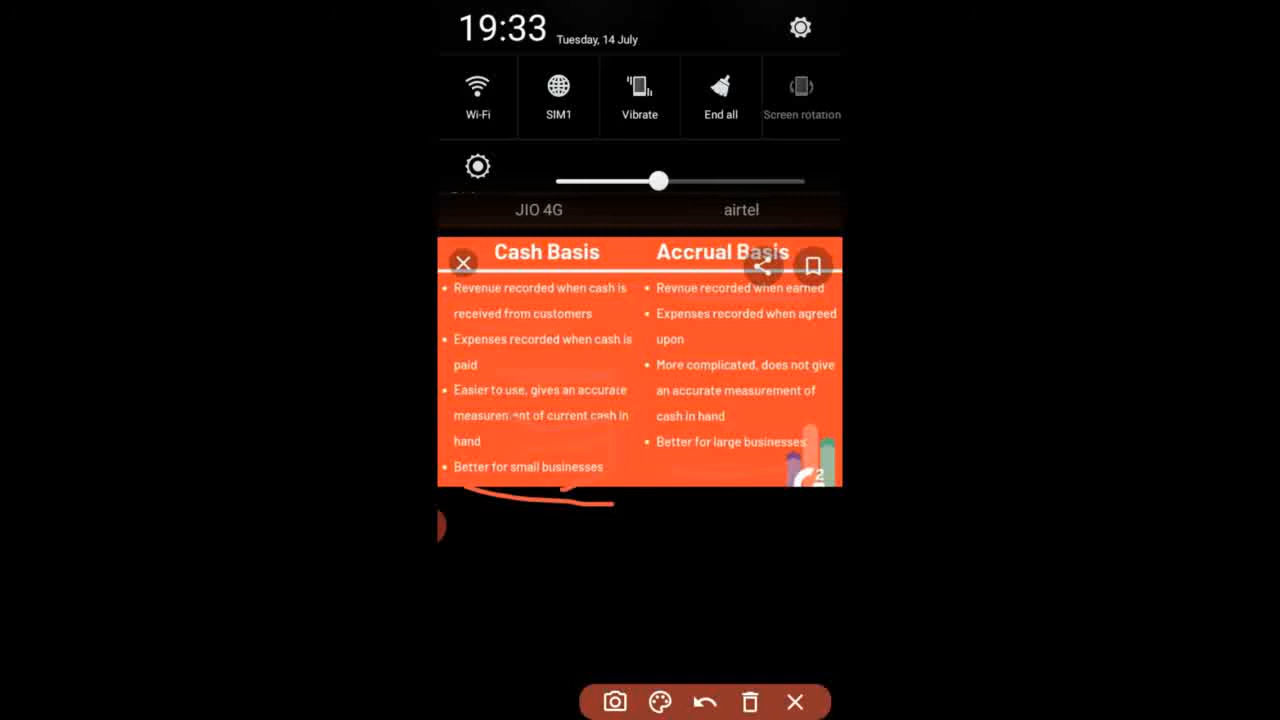 19:33 Tuesday, 14 July
Wi-Fi SIM1 Vibrate End all Screen rotation
JIO 4G airtel
Cash Basis
Revenue recorded when cash is
received from customers
Expenses recorded when cash is
paid
Easier to use, gives an accurate
measurement of current cash in
hand
Better for small businesses
Accrual Basis
Revnue recorded when earned
Expenses recorded when agreed
upon
More complicated, does not give
an accurate measurement of
cash in hand
Better for large businesses
2